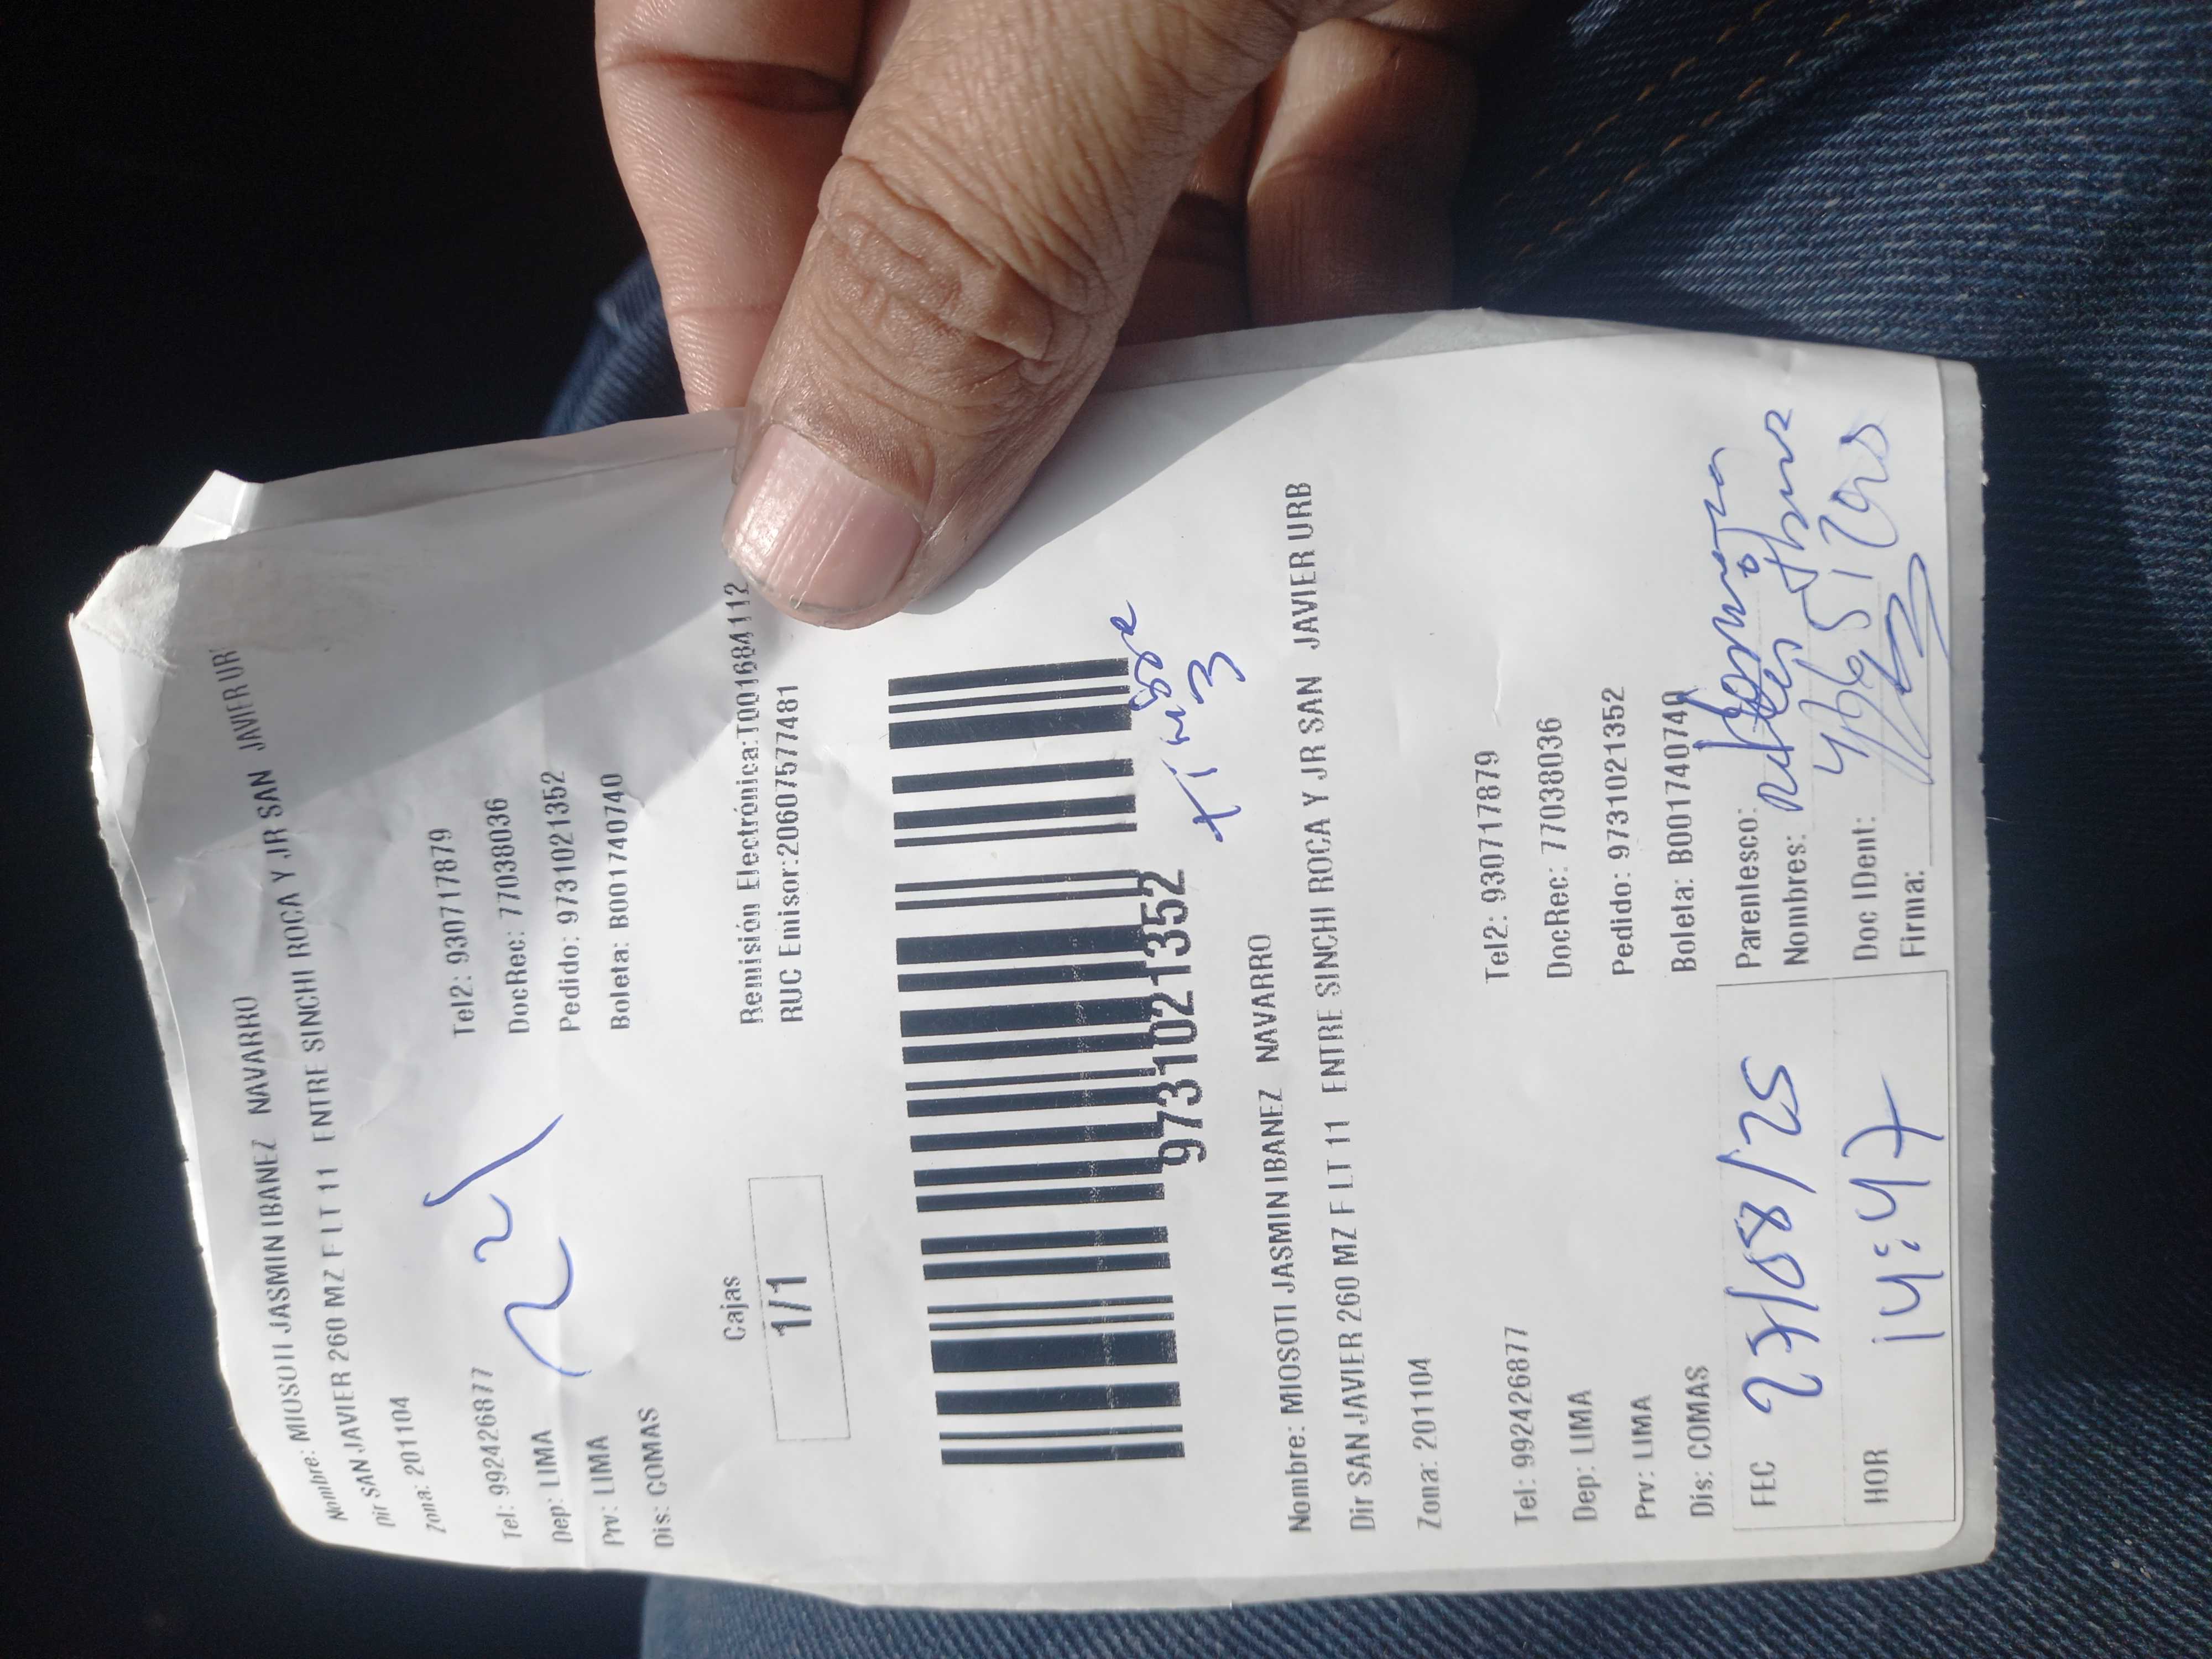 Nombre: MIOSOTI JASMIN IBANEZ NAVARRO
Dir SAN JAVIER 260 MZ F LT 11 ENTRE SINCHI ROCA Y JR SAN JAVIER UR
Zona: 201104
Tel: 992426877 Tel2: 930717879
Dep: LIMA DocRec: 77038036
Prv: LIMA Pedido: 9731021352
Dis: COMAS Boleta: B001740740
Cajas
1/1
Remisión Electrónica:T001684112
RUC Emisor:20607577481
97310213​52
Nombre: MIOSOTI JASMIN IBANEZ NAVARRO
Dir SAN JAVIER 260 MZ F LT 11 ENTRE SINCHI ROCA Y JR SAN JAVIER URB
Zona: 201104
Tel: 992426877 Tel2: 930717879
Dep: LIMA DocRec: 77038036
Prv: LIMA Pedido: 9731021352
Dis: COMAS Boleta: B001740740
FEC 27/08/25
HOR 14:47
Parentesco:
Nombres:
Doc IDent:
Firma: